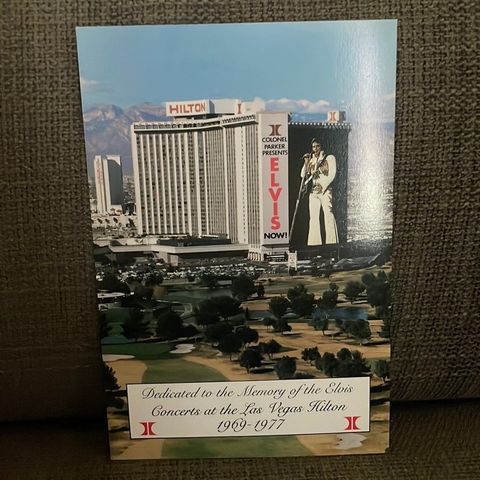 HILTON
COLONEL
PARKER
PRESENTS
ELVIS
NOW!
Dedicated to the Memory of the Elvis
Concerts at the Las Vegas Hilton
1969-1977